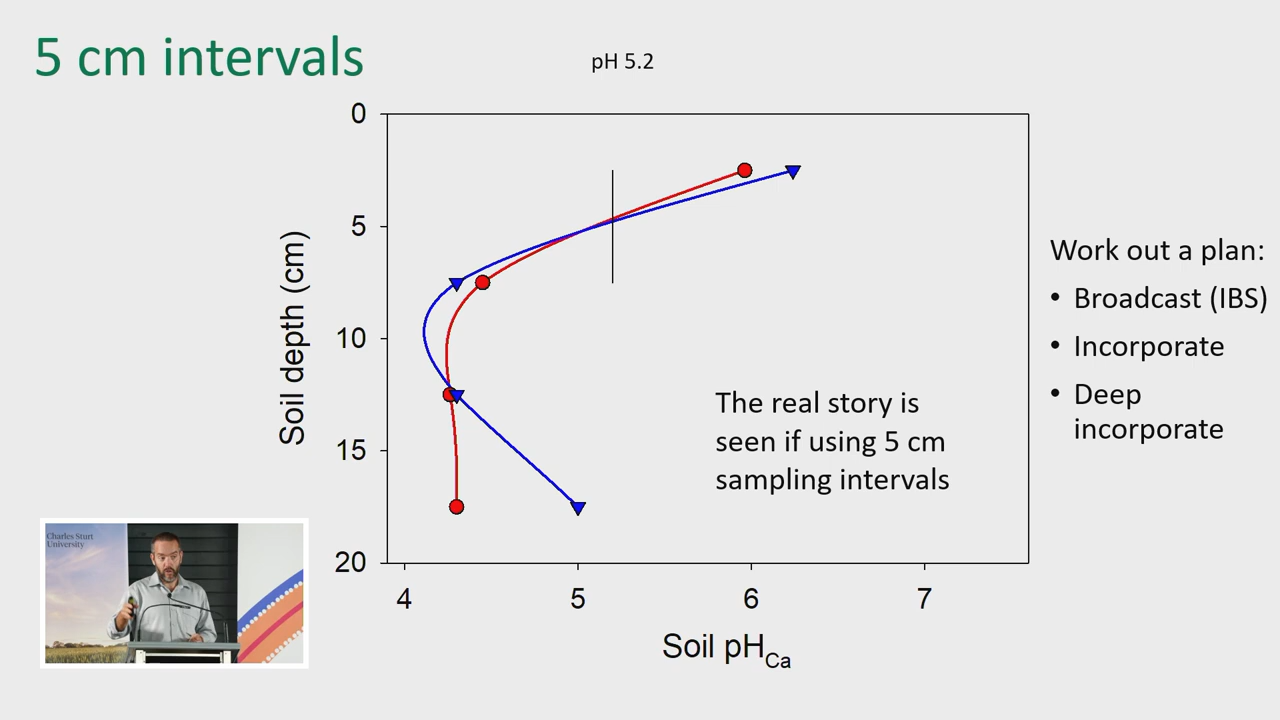 5 cm intervals
pH 5.2
0
5
10
15
20
Soil depth (cm)
4 5 6 7
Soil pHCa
The real story is
seen if using 5 cm
sampling intervals
Work out a plan:
• Broadcast (IBS)
• Incorporate
• Deep
incorporate
Charles Sturt
University